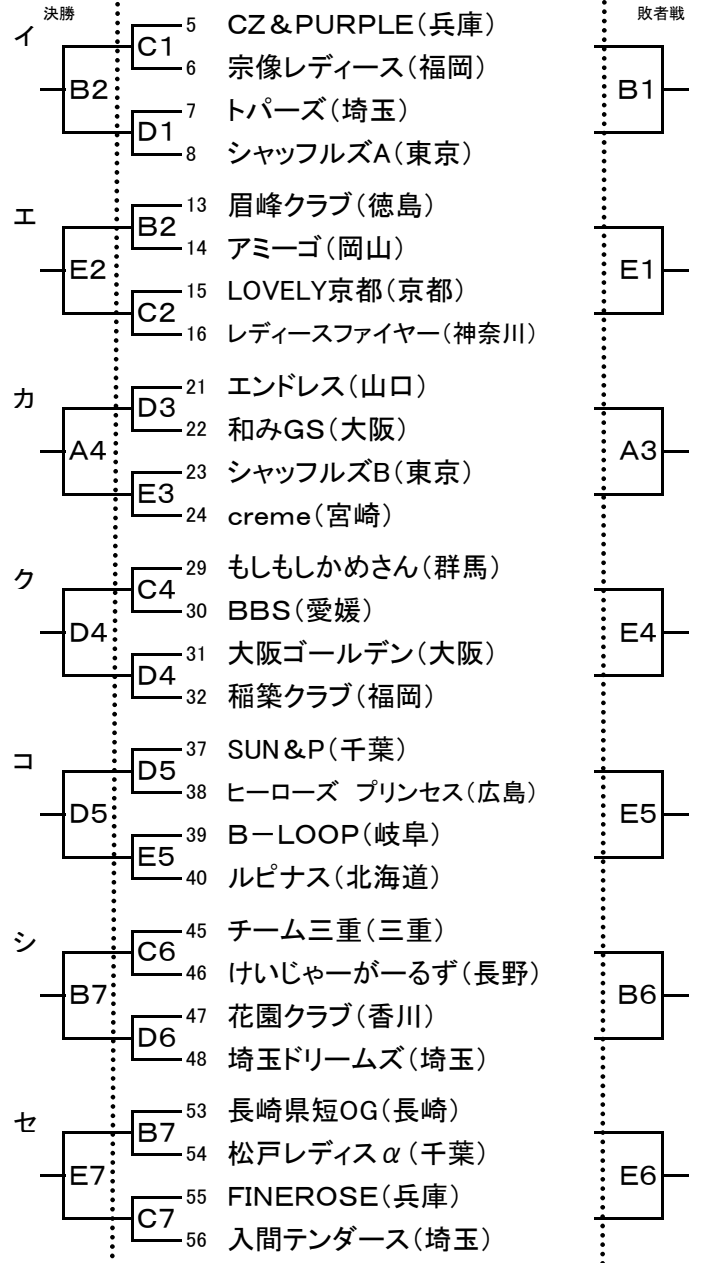 決勝 敗者戦
イ
5 CZ&PURPLE(兵庫)
C1
6 宗像レディース(福岡)
B2 B1
7 トパーズ(埼玉)
D1
8 シャッフルズA(東京)
エ
13 眉峰クラブ(徳島)
B2
14 アミーゴ(岡山)
E2 E1
15 LOVELY京都(京都)
C2
16 レディースファイヤー(神奈川)
カ
21 エンドレス(山口)
D3
22 和みGS(大阪)
A4 A3
23 シャッフルズB(東京)
E3
24 creme(宮崎)
ク
29 もしもしかめさん(群馬)
C4
30 BBS(愛媛)
D4 E4
31 大阪ゴールデン(大阪)
D4
32 稲築クラブ(福岡)
コ
37 SUN&P(千葉)
D5
38 ヒーローズ プリンセス(広島)
D5 E5
39 B-LOOP(岐阜)
E5
40 ルピナス(北海道)
シ
45 チーム三重(三重)
C6
46 けいじゃーがーるず(長野)
B7 B6
47 花園クラブ(香川)
D6
48 埼玉ドリームズ(埼玉)
セ
53 長崎県短OG(長崎)
B7
54 松戸レディスα(千葉)
E7 E6
55 FINEROSE(兵庫)
C7
56 入間テンダース(埼玉)